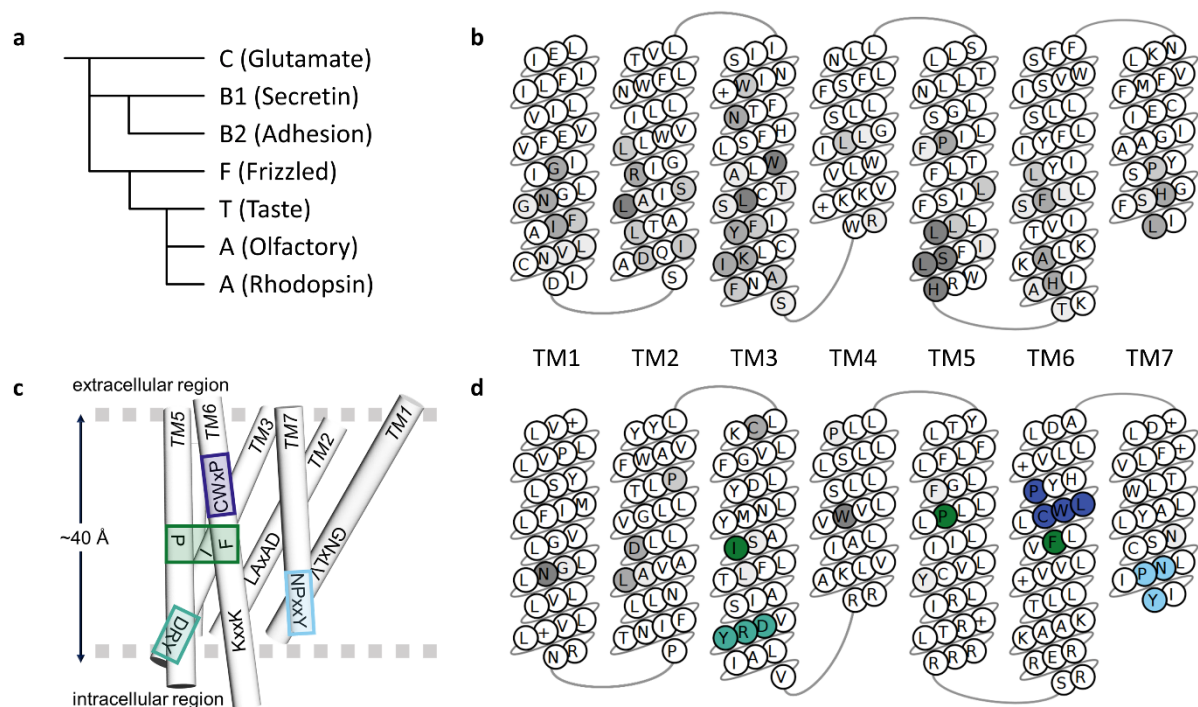 a
C (Glutamate)
B1 (Secretin)
B2 (Adhesion)
F (Frizzled)
T (Taste)
A (Olfactory)
A (Rhodopsin)
b
I E L T V L S I I N L L L L S S F F L K N
I L F I N W F L + W I N F S F L N L L T I S V W F M F V
V I L I L L N T F S L L S G L S L L I E C
V F E V L L W V L S F H I L L G F P I L I Y F L A A G I
I G I R I G A L W V L W F L T L Y I S P Y
G N G L L A I S S L C T + K K V F S I L S F L L F S H G
A I F L T A Y F I W R L L L T V I L I
C N V L A D Q I I K L C L S F I K A L K
D I S F N A H R W A H I
S T K
TM1 TM2 TM3 TM4 TM5 TM6 TM7
c
extracellular region
~40 Å
TM5 TM6 TM3 TM7 TM2 TM1
CWxP
P I F
LAxAD
GNxLV
NPxxY
DRY
KxxK
intracellular region
d
L V + Y Y L K C L P L L L T Y L D A L D +
L V P L F W A V F G V L L S L L L F L F + V L L V L F +
L S Y T L P Y D L S L L F G L P Y H W L T
L F I M V G L L Y M N L V W V L L P L L L C W L L Y A L
L G V D L L I S A I A L I I L V F L C S N
L N G L L A V A T L F L A K L V Y C V L + V V L I P N L
L V L L L N S I A R R I R L T L L Y I
L + V L T N I F Y R D V L T R + K A A K
N R P I A L R R R R E R
V S R